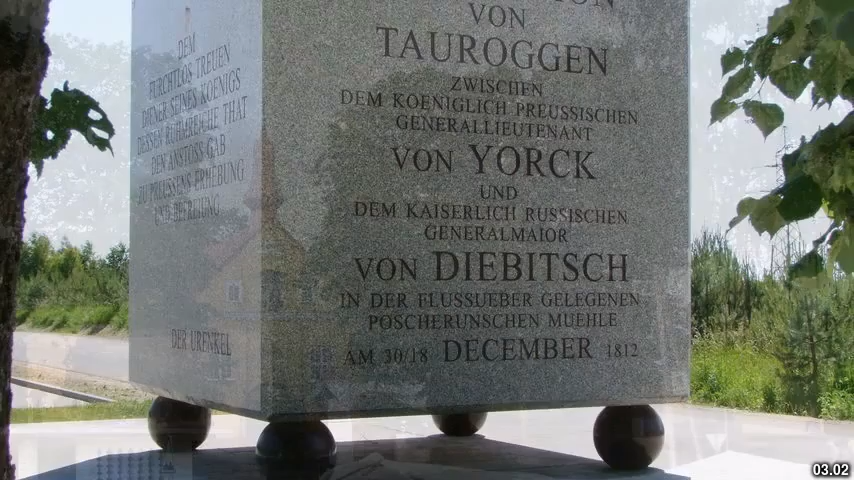 DEM
FURCHTLOS TREUEN
DIENER SEINES KOENIGS
DESSEN RUHMREICHE THAT
DEN ANSTOSS GAB
ZU PREUSSENS ERHEBUNG
UND BEFREIUNG
DER URENKEL
VON
TAUROGGEN
ZWISCHEN
DEM KOENIGLICH PREUSSISCHEN
GENERALLIEUTENANT
VON YORCK
UND
DEM KAISERLICH RUSSISCHEN
GENERALMAIOR
VON DIEBITSCH
IN DER FLUSSUEBER GELEGENEN
POSCHERUNSCHEN MUEHLE
AM 30/18 DECEMBER 1812
03.02